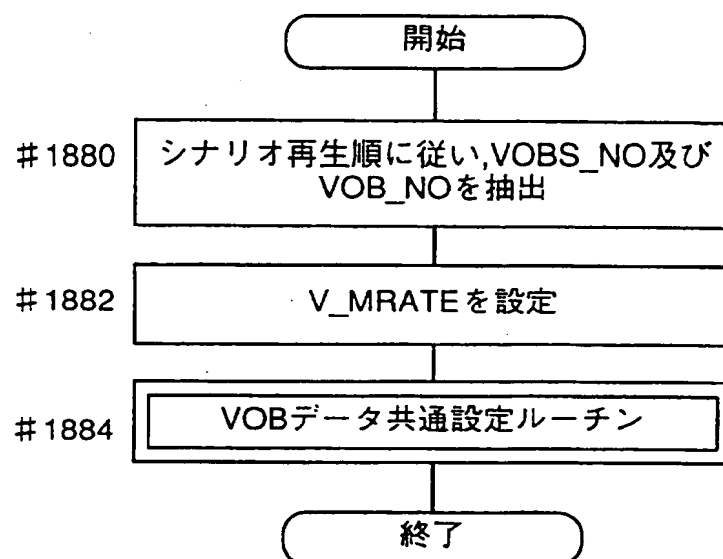 開始
#1880
シナリオ再生順に従い,VOBS_NO及び
VOB_NOを抽出
#1882
V_MRATEを設定
#1884
VOBデータ共通設定ルーチン
終了